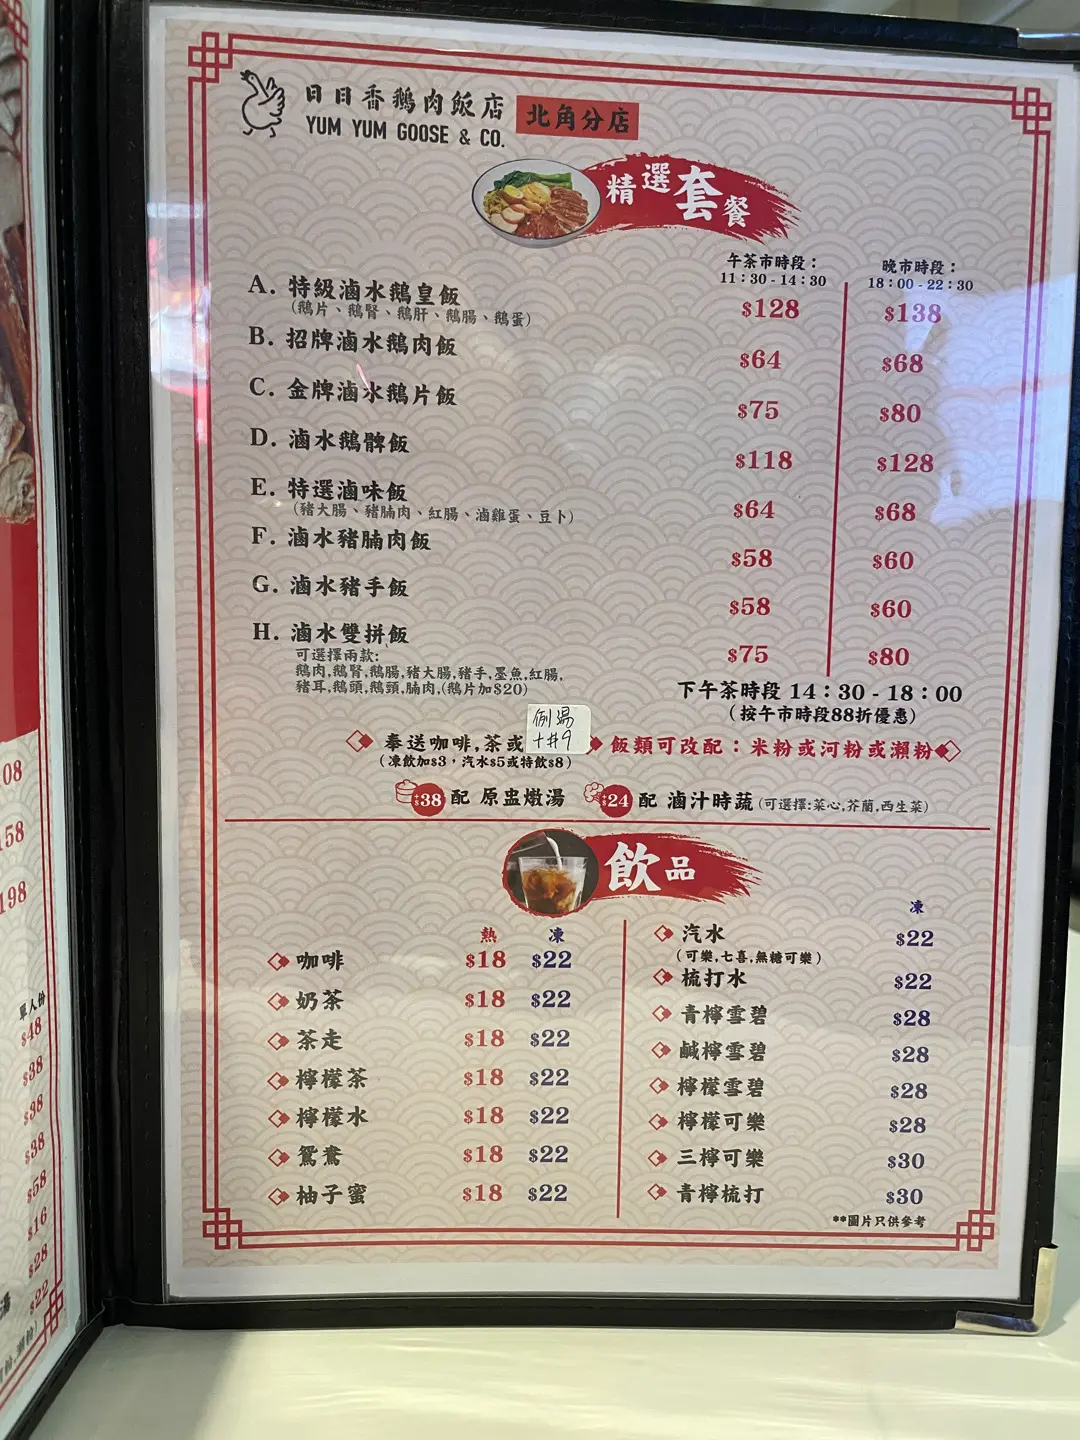 日日香鵝肉飯店
YUM YUM GOOSE & CO.
北角分店
精選套餐
午茶市時段：
11：30 - 14：30
晚市時段：
18：00 - 22：30
A. 特級滷水鵝皇飯 $128 $138
(鵝片、鵝腎、鵝肝、鵝腸、鵝蛋)
B. 招牌滷水鵝肉飯 $64 $68
C. 金牌滷水鵝片飯 $75 $80
D. 滷水鵝髀飯 $118 $128
E. 特選滷味飯 $64 $68
(豬大腸、豬腩肉、紅腸、滷雞蛋、豆卜)
F. 滷水豬腩肉飯 $58 $60
G. 滷水豬手飯 $58 $60
H. 滷水雙拼飯 $75 $80
可選擇兩款:
鵝肉,鵝腎,鵝腸,豬大腸,豬手,墨魚,紅腸,
豬耳,鵝頭,鵝頸,腩肉,(鵝片加$20)
下午茶時段 14：30 - 18：00
(按午市時段88折優惠)
奉送咖啡,茶或
例湯
+#9
(凍飲加$3，汽水$5或特飲$8)
飯類可改配：米粉或河粉或瀨粉
+$38 配 原盅燉湯
+$24 配 滷汁時蔬 (可選擇:菜心,芥蘭,西生菜)
飲品
熱 凍
咖啡 $18 $22
奶茶 $18 $22
茶走 $18 $22
檸檬茶 $18 $22
檸檬水 $18 $22
鴛鴦 $18 $22
柚子蜜 $18 $22
凍
汽水 $22
(可樂,七喜,無糖可樂)
梳打水 $22
青檸雪碧 $28
鹹檸雪碧 $28
檸檬雪碧 $28
檸檬可樂 $28
三檸可樂 $30
青檸梳打 $30
**圖片只供參考
08
158
198
單人份
$48
$38
$38
$38
$58
$16
$28
$22